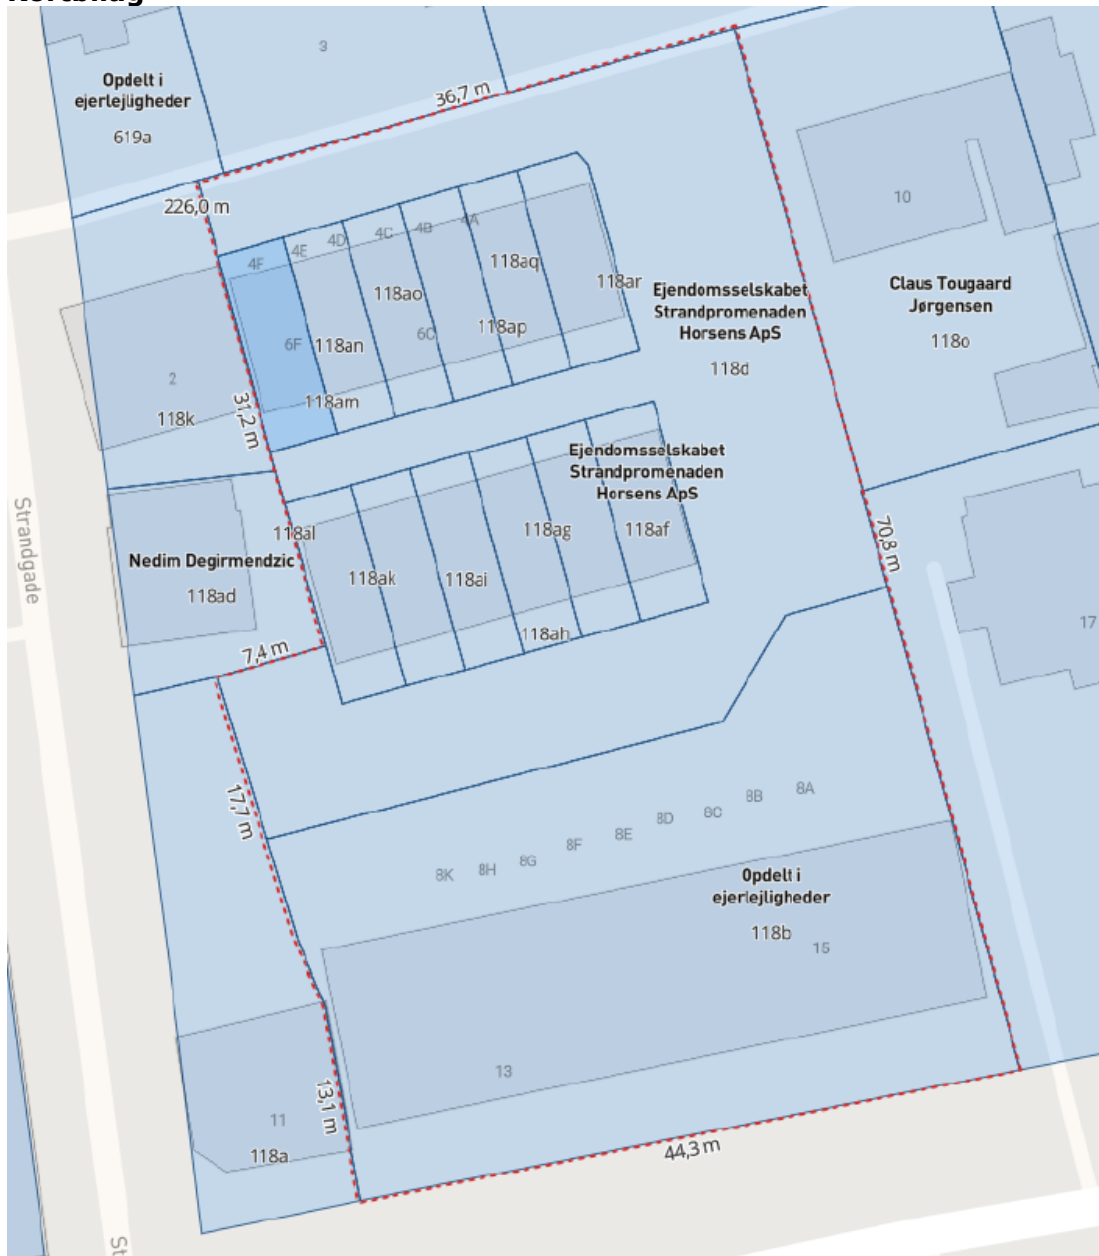 3
Opdelt i
ejerlejligheder
619a
36,7 m
226,0 m
10
4F
4E
4D
4C
4B
4A
118aq
118ar
118ao
118ap
6F
118an
6C
118am
Ejendomsselskabet
Strandpromenaden
Horsens ApS
118d
Claus Tougaard
Jørgensen
118o
2
118k
31,2 m
Ejendomsselskabet
Strandpromenaden
Horsens ApS
118al
118ag
118af
118ak
118ai
118ah
Nedim Degirmendzic
118ad
Strandgade
7,4 m
70,8 m
17
17,7 m
8K
8H
8G
8F
8E
8D
8C
8B
8A
Opdelt i
ejerlejligheder
118b
15
13
13,1 m
11
118a
44,3 m
St